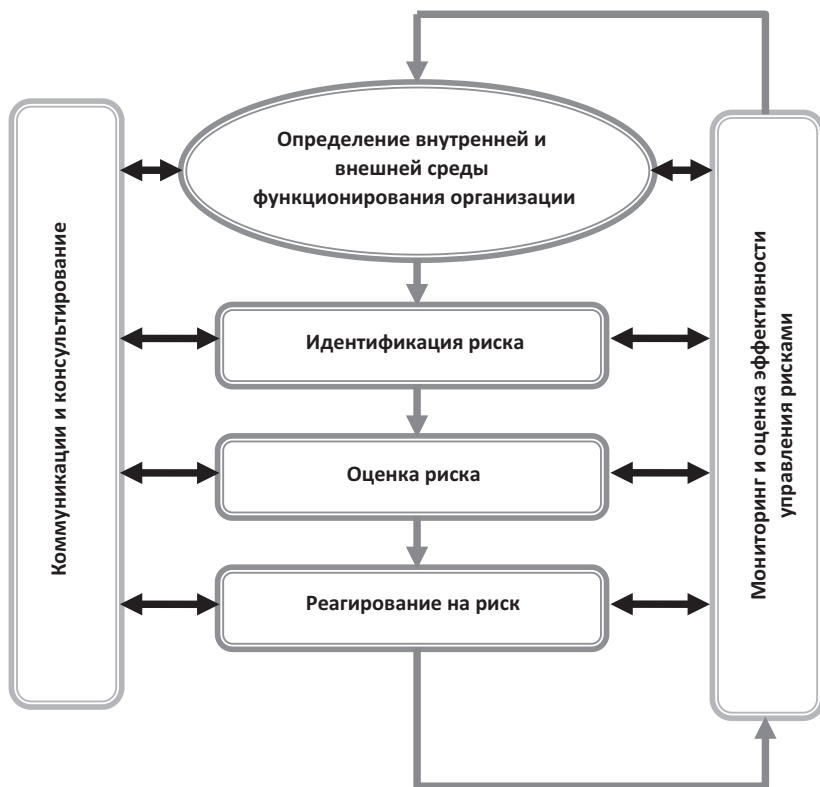 Определение внутренней и
внешней среды
функционирования организации
Коммуникации и консультирование
Идентификация риска
Оценка риска
Реагирование на риск
Мониторинг и оценка эффективности
управления рисками